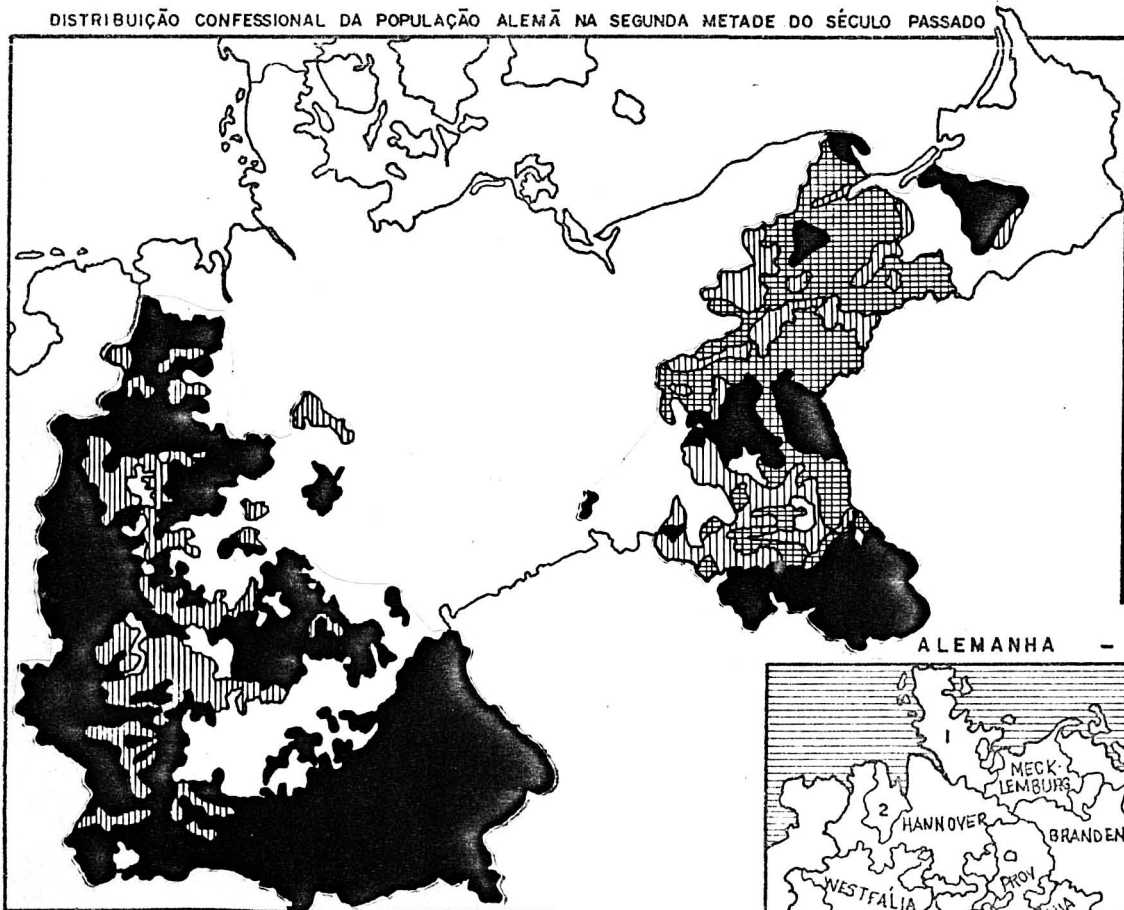 DISTRIBUIÇÃO CONFESSIONAL DA POPULAÇÃO ALEMÃ NA SEGUNDA METADE DO SÉCULO PASSADO
ALEMANHA -
1
MECK-
LEMBURG
2
HANNOVER
BRANDEN
WESTFÁLIA
PROV